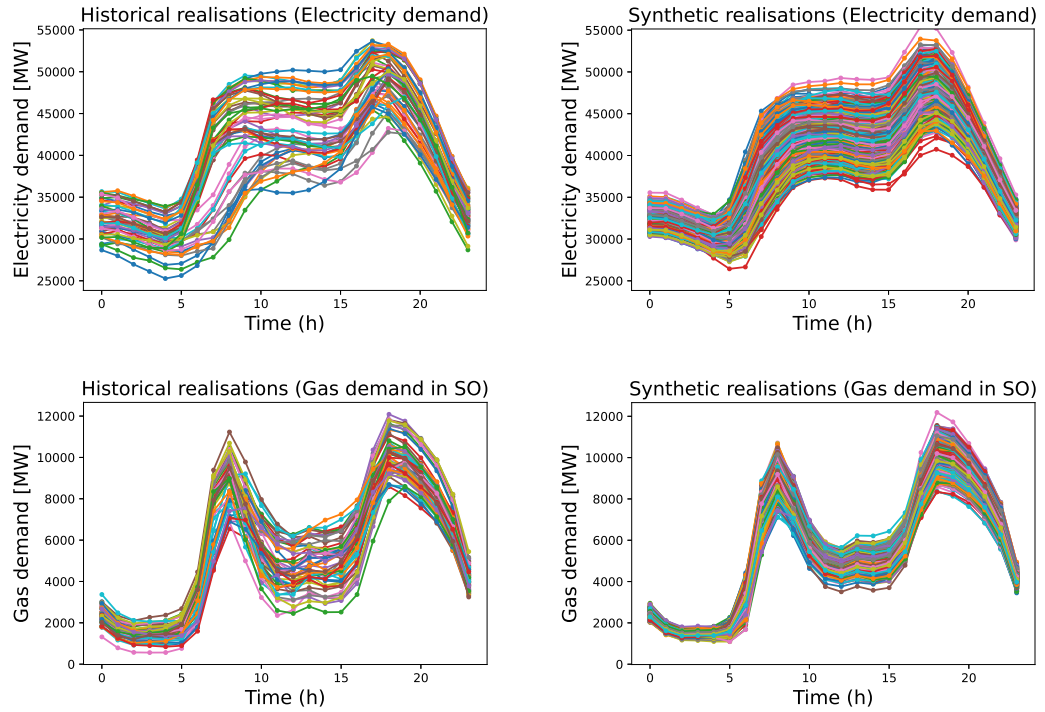 Historical realisations (Electricity demand)
55000
50000
45000
40000
35000
30000
25000
Electricity demand [MW]
0 5 10 15 20
Time (h)
Synthetic realisations (Electricity demand)
55000
50000
45000
40000
35000
30000
25000
Electricity demand [MW]
0 5 10 15 20
Time (h)
Historical realisations (Gas demand in SO)
12000
10000
8000
6000
4000
2000
0
Gas demand [MW]
0 5 10 15 20
Time (h)
Synthetic realisations (Gas demand in SO)
12000
10000
8000
6000
4000
2000
0
Gas demand [MW]
0 5 10 15 20
Time (h)